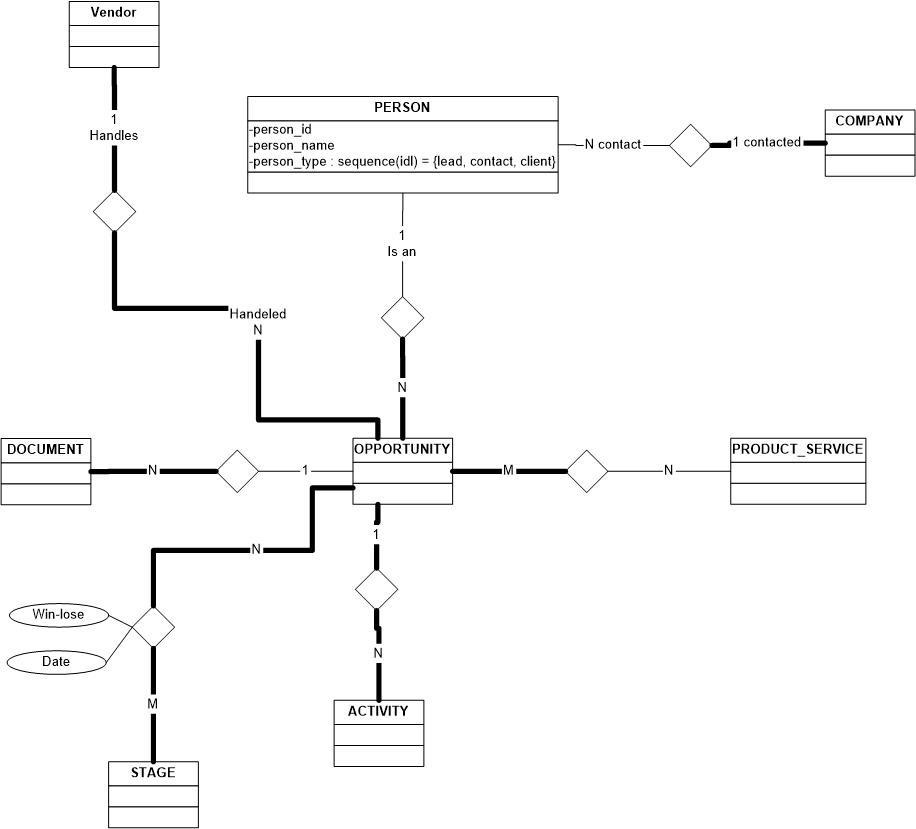 Vendor
1
Handles
PERSON
-person_id
-person_name
-person_type : sequence(idl) = {lead, contact, client}
N contact
1 contacted
COMPANY
1
Is an
Handeled
N
N
DOCUMENT
N
1
OPPORTUNITY
M
N
PRODUCT_SERVICE
N
1
Win-lose
Date
N
M
ACTIVITY
STAGE